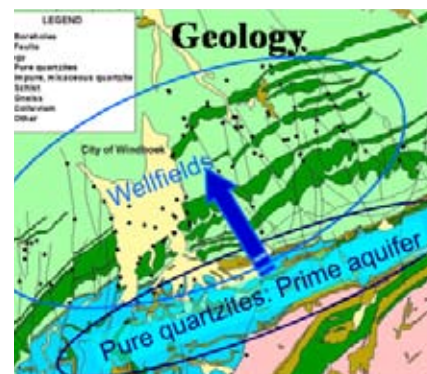 LEGEND
Boreholes
Faults
Pure quartzites
Impure, micaceous quartzite
Schist
Gneiss
Colluvium
Other
Geology
City of Windhoek
Wellfields
Pure quartzites: Prime aquifer